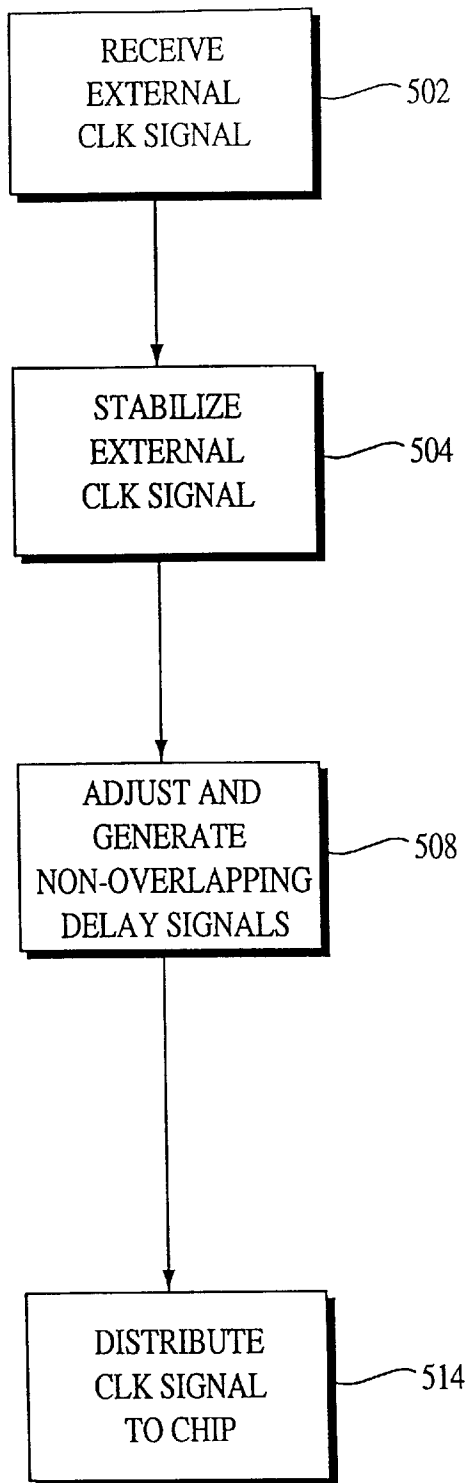 RECEIVE
EXTERNAL
CLK SIGNAL
502
STABILIZE
EXTERNAL
CLK SIGNAL
504
ADJUST AND
GENERATE
NON-OVERLAPPING
DELAY SIGNALS
508
DISTRIBUTE
CLK SIGNAL
TO CHIP
514